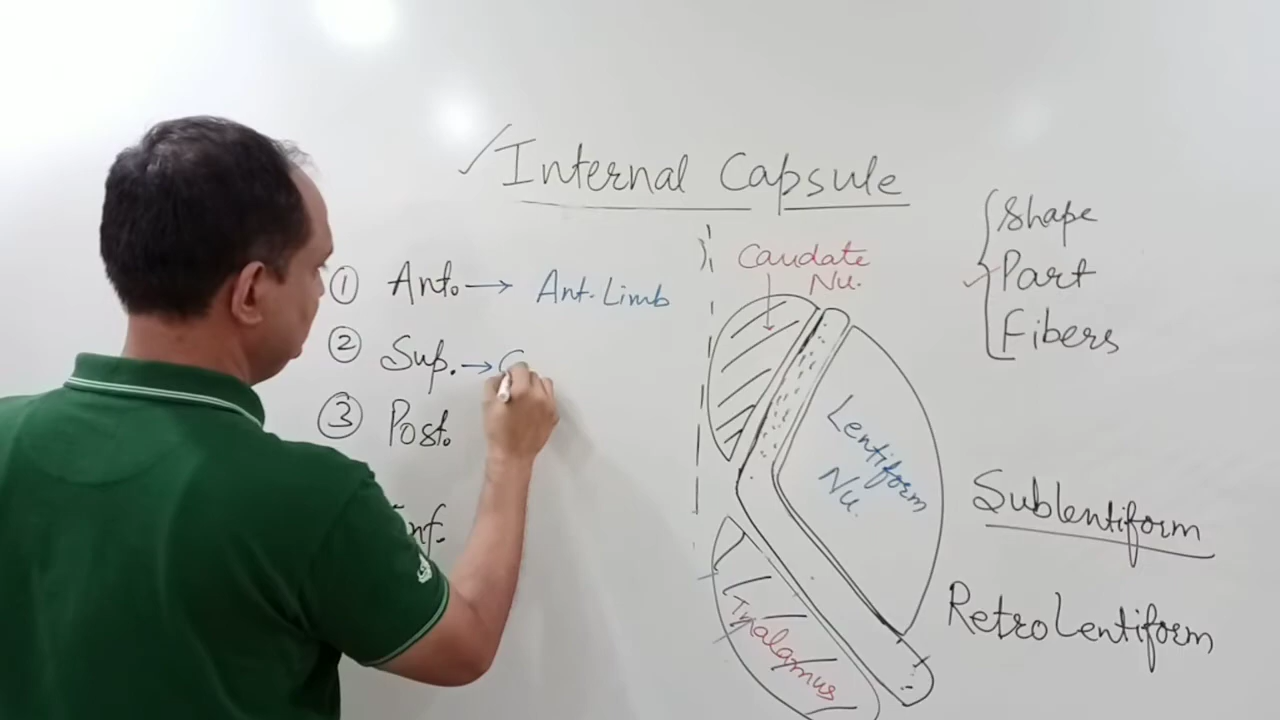 Internal Capsule
① Ant. → Ant. Limb
② Sup. →
③ Post.
Inf.
Caudate
Nu.
Lentiform
Nu.
Thalamus
Shape
Part
Fibers
Sublentiform
RetroLentiform